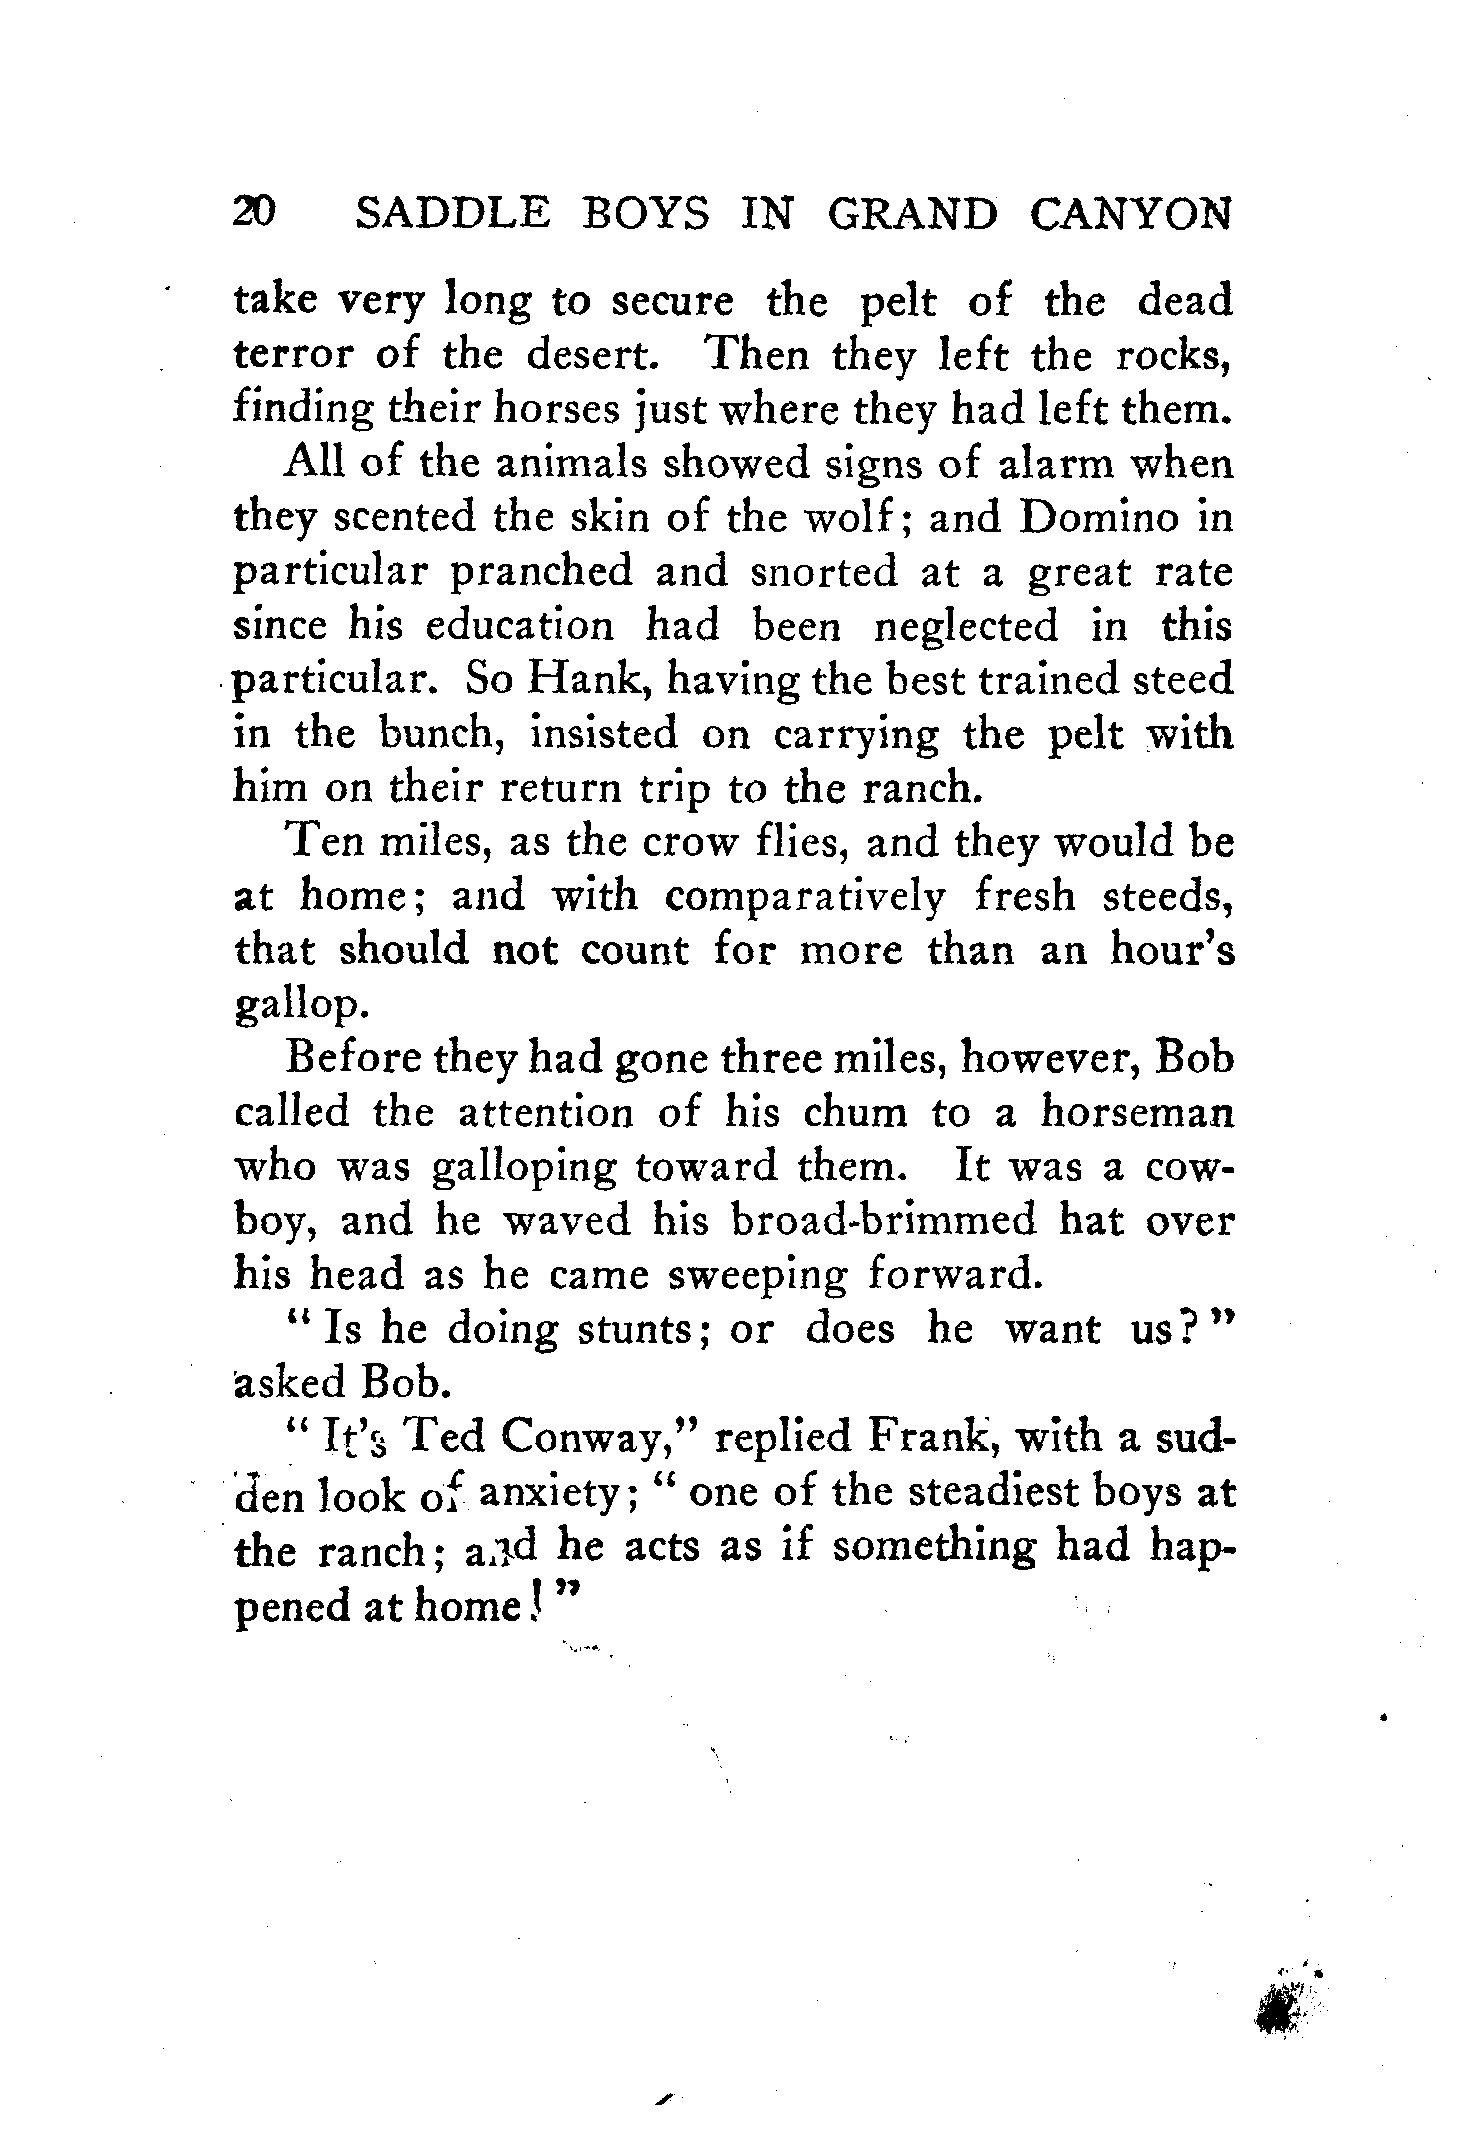 20 SADDLE BOYS IN GRAND CANYON
take very long to secure the pelt of the dead
terror of the desert. Then they left the rocks,
finding their horses just where they had left them.
All of the animals showed signs of alarm when
they scented the skin of the wolf; and Domino in
particular pranched and snorted at a great rate
since his education had been neglected in this
particular. So Hank, having the best trained steed
in the bunch, insisted on carrying the pelt with
him on their return trip to the ranch.
Ten miles, as the crow flies, and they would be
at home; and with comparatively fresh steeds,
that should not count for more than an hour's
gallop.
Before they had gone three miles, however, Bob
called the attention of his chum to a horseman
who was galloping toward them. It was a cow-
boy, and he waved his broad-brimmed hat over
his head as he came sweeping forward.
" Is he doing stunts; or does he want us? "
asked Bob.
" It's Ted Conway," replied Frank, with a sud-
den look of anxiety; " one of the steadiest boys at
the ranch; and he acts as if something had hap-
pened at home! "